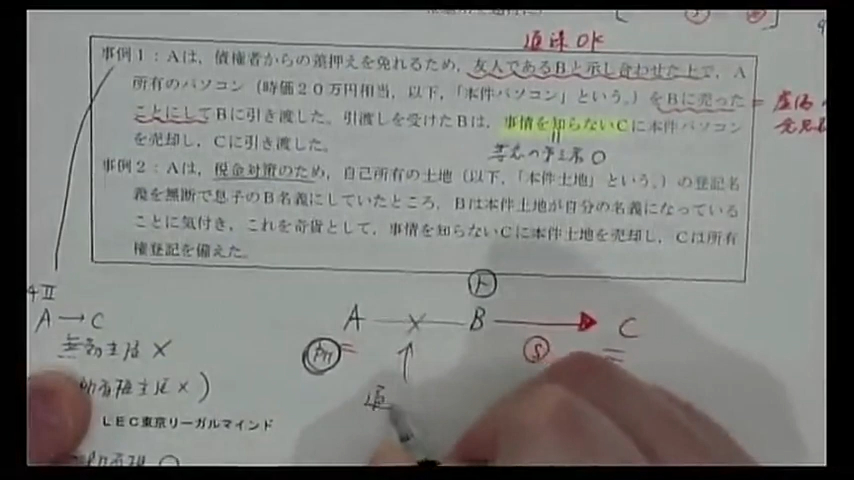 通謀OK
事例1：Aは，債権者からの差押えを免れるため，友人であるBと示し合わせた上で，A
所有のパソコン（時価20万円相当，以下，「本件パソコン」という。）をBに売った
ことにしてBに引き渡した。引渡しを受けたBは，事情を知らないCに本件パソコン
を売却し，Cに引き渡した。
善意の第三者○
事例2：Aは，税金対策のため，自己所有の土地（以下，「本件土地」という。）の登記名
義を無断で息子のB名義にしていたところ，Bは本件土地が自分の名義になっている
ことに気付き，これを奇貨として，事情を知らないCに本件土地を売却し，Cは所有
権登記を備えた。
A→C
無効主張×
A × B C
LEC東京リーガルマインド